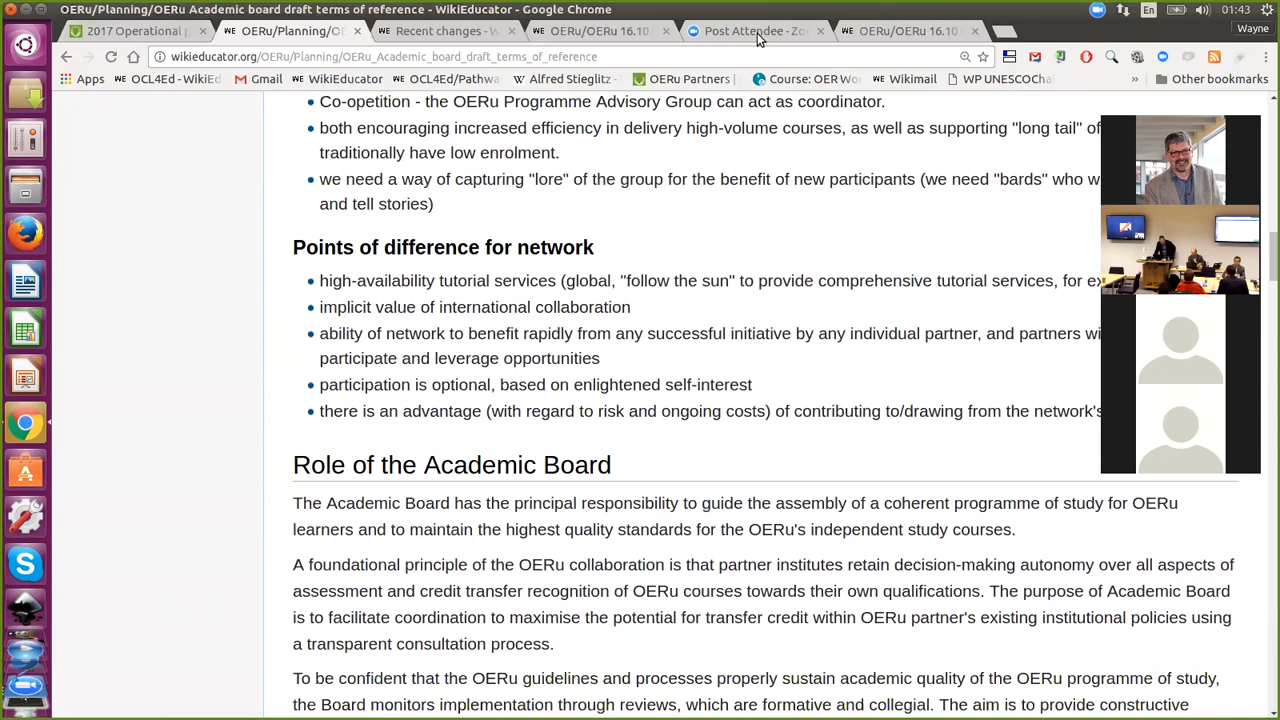 OERu/Planning/OERu Academic board draft terms of reference - WikiEducator - Google Chrome
En
01:43
2017 Operational p
OERu/Planning/O
Recent changes - W
OERu/OERu 16.10
Post Attendee - Zo
OERu/OERu 16.10
Wayne
wikieducator.org/OERu/Planning/OERu_Academic_board_draft_terms_of_reference
Apps
OCL4Ed - WikiEd
Gmail
WikiEducator
OCL4Ed/Pathwa
Alfred Stieglitz -
OERu Partners |
Course: OER Wo
Wikimail
WP UNESCOCha
»
Other bookmarks
Co-opetition - the OERu Programme Advisory Group can act as coordinator.
both encouraging increased efficiency in delivery high-volume courses, as well as supporting "long tail" of
traditionally have low enrolment.
we need a way of capturing "lore" of the group for the benefit of new participants (we need "bards" who w
and tell stories)
Points of difference for network
high-availability tutorial services (global, "follow the sun" to provide comprehensive tutorial services, for ex
implicit value of international collaboration
ability of network to benefit rapidly from any successful initiative by any individual partner, and partners wi
participate and leverage opportunities
participation is optional, based on enlightened self-interest
there is an advantage (with regard to risk and ongoing costs) of contributing to/drawing from the network's
Role of the Academic Board
The Academic Board has the principal responsibility to guide the assembly of a coherent programme of study for OERu
learners and to maintain the highest quality standards for the OERu's independent study courses.
A foundational principle of the OERu collaboration is that partner institutes retain decision-making autonomy over all aspects of
assessment and credit transfer recognition of OERu courses towards their own qualifications. The purpose of Academic Board
is to facilitate coordination to maximise the potential for transfer credit within OERu partner's existing institutional policies using
a transparent consultation process.
To be confident that the OERu guidelines and processes properly sustain academic quality of the OERu programme of study,
the Board monitors implementation through reviews, which are formative and collegial. The aim is to provide constructive